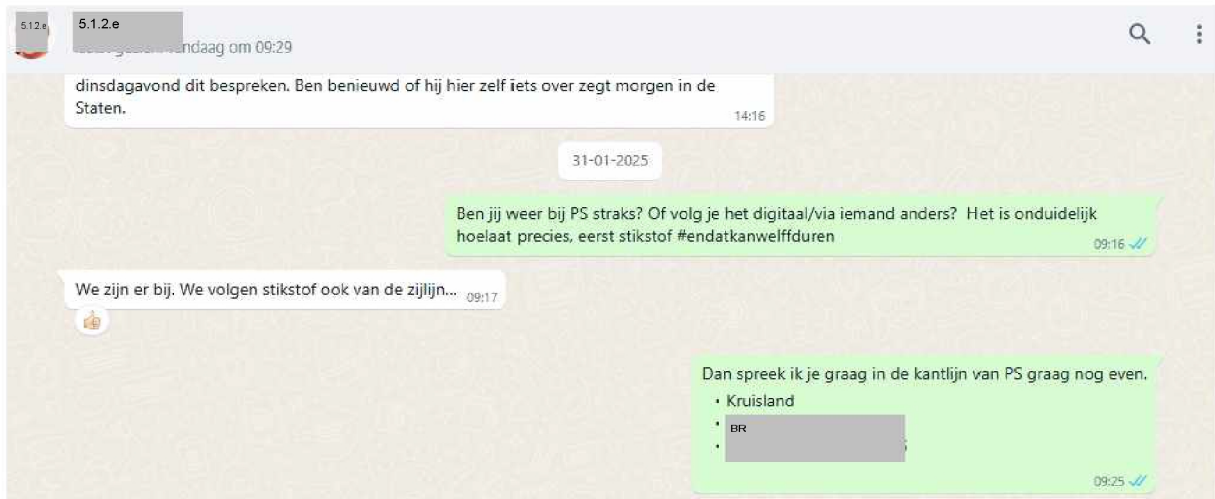 5.1.2.e
5.1.2.e
vandaag om 09:29
dinsdagavond dit bespreken. Ben benieuwd of hij hier zelf iets over zegt morgen in de
Staten.
14:16
31-01-2025
Ben jij weer bij PS straks? Of volg je het digitaal/via iemand anders? Het is onduidelijk
hoelaat precies, eerst stikstof #endatkanwelffduren
09:16
We zijn er bij. We volgen stikstof ook van de zijlijn... 09:17
Dan spreek ik je graag in de kantlijn van PS graag nog even.
• Kruisland
• BR
•
09:25